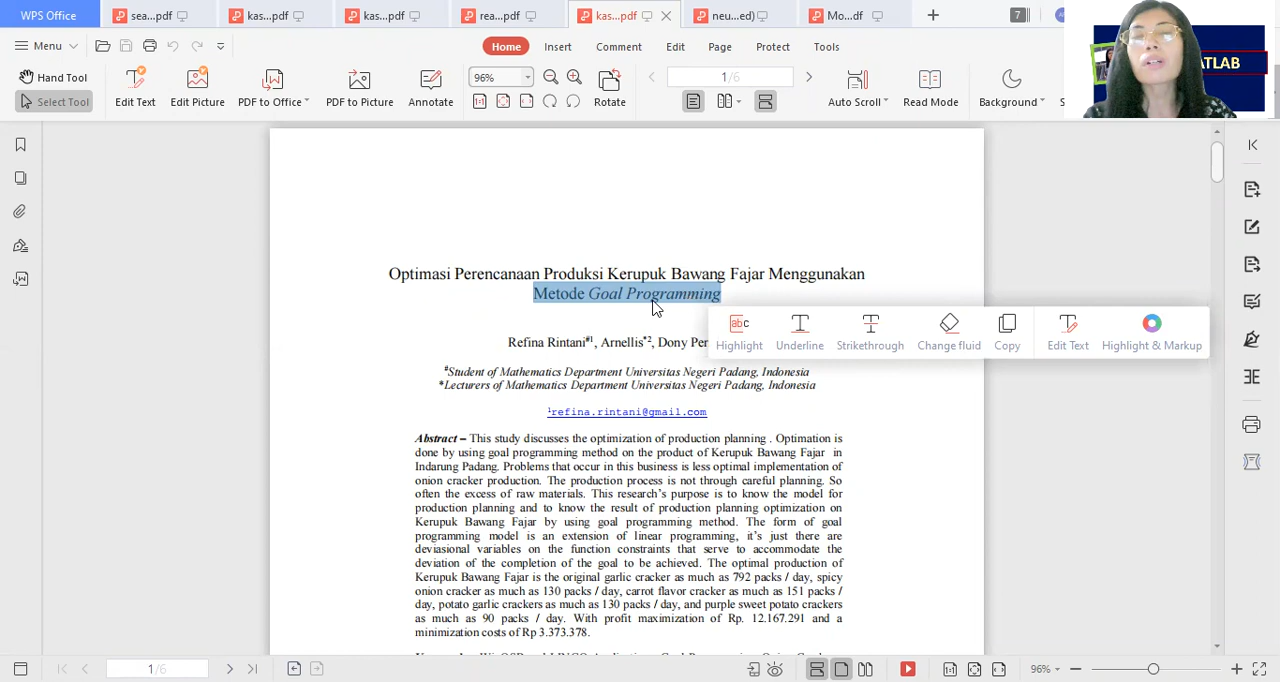 WPS Office
sea...pdf
kas...pdf
kas...pdf
rea...pdf
kas...pdf
neu...ed)
Mo...df
7
ATLAB
Menu
Home
Insert
Comment
Edit
Page
Protect
Tools
Hand Tool
Select Tool
Edit Text
Edit Picture
PDF to Office
PDF to Picture
Annotate
96%
Rotate
1/6
Auto Scroll
Read Mode
Background
Optimasi Perencanaan Produksi Kerupuk Bawang Fajar Menggunakan
Metode Goal Programming
Highlight
Underline
Strikethrough
Change fluid
Copy
Edit Text
Highlight & Markup
Refina Rintani#1, Arnellis*2, Dony Per
#Student of Mathematics Department Universitas Negeri Padang, Indonesia
*Lecturers of Mathematics Department Universitas Negeri Padang, Indonesia
1refina.rintani@gmail.com
Abstract – This study discusses the optimization of production planning . Optimation is
done by using goal programming method on the product of Kerupuk Bawang Fajar in
Indarung Padang. Problems that occur in this business is less optimal implementation of
onion cracker production. The production process is not through careful planning. So
often the excess of raw materials. This research's purpose is to know the model for
production planning and to know the result of production planning optimization on
Kerupuk Bawang Fajar by using goal programming method. The form of goal
programming model is an extension of linear programming, it's just there are
deviasional variables on the function constraints that serve to accommodate the
deviation of the completion of the goal to be achieved. The optimal production of
Kerupuk Bawang Fajar is the original garlic cracker as much as 792 packs / day, spicy
onion cracker as much as 130 packs / day, carrot flavor cracker as much as 151 packs /
day, potato garlic crackers as much as 130 packs / day, and purple sweet potato crackers
as much as 90 packs / day. With profit maximization of Rp. 12.167.291 and a
minimization costs of Rp 3.373.378.
1/6
96%